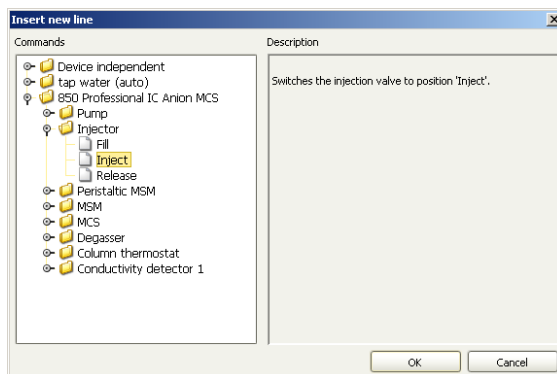 Insert new line
Commands
Description
Device independent
tap water (auto)
850 Professional IC Anion MCS
Pump
Injector
Fill
Inject
Release
Peristaltic MSM
MSM
MCS
Degasser
Column thermostat
Conductivity detector 1
Switches the injection valve to position 'Inject'.
OK
Cancel